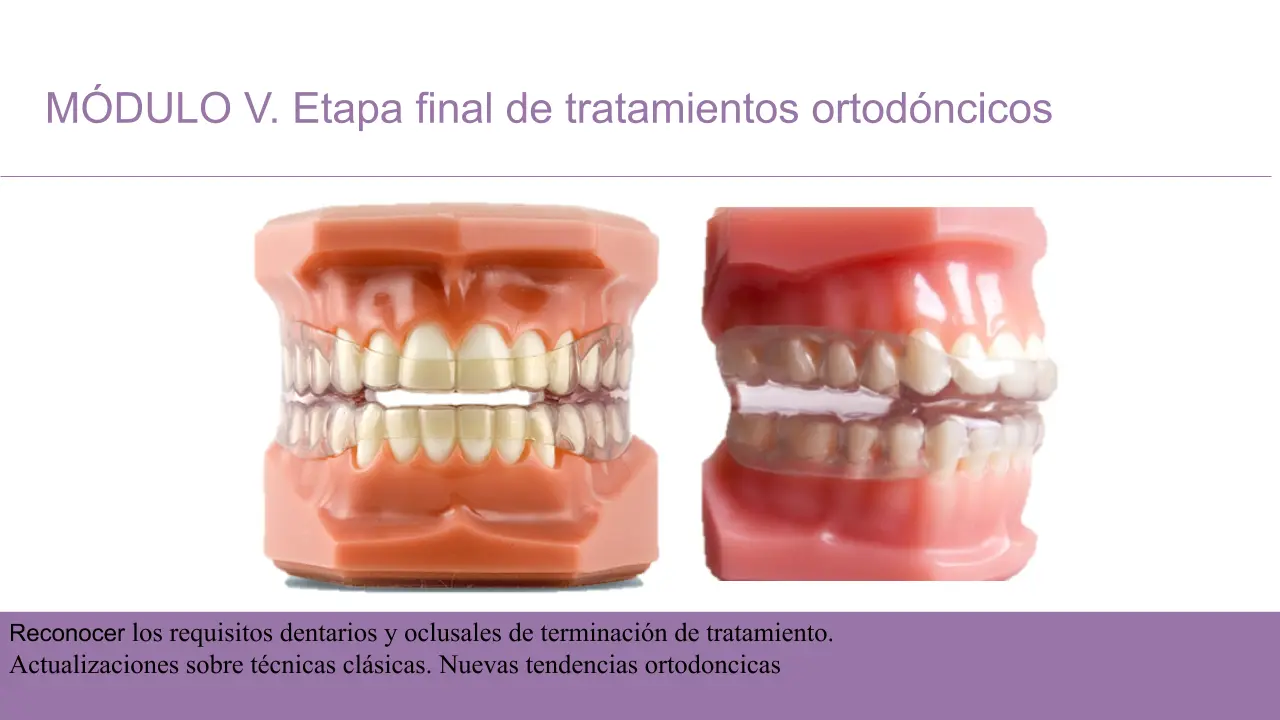 MÓDULO V. Etapa final de tratamientos ortodóncicos
Reconocer los requisitos dentarios y oclusales de terminación de tratamiento.
Actualizaciones sobre técnicas clásicas. Nuevas tendencias ortodoncicas